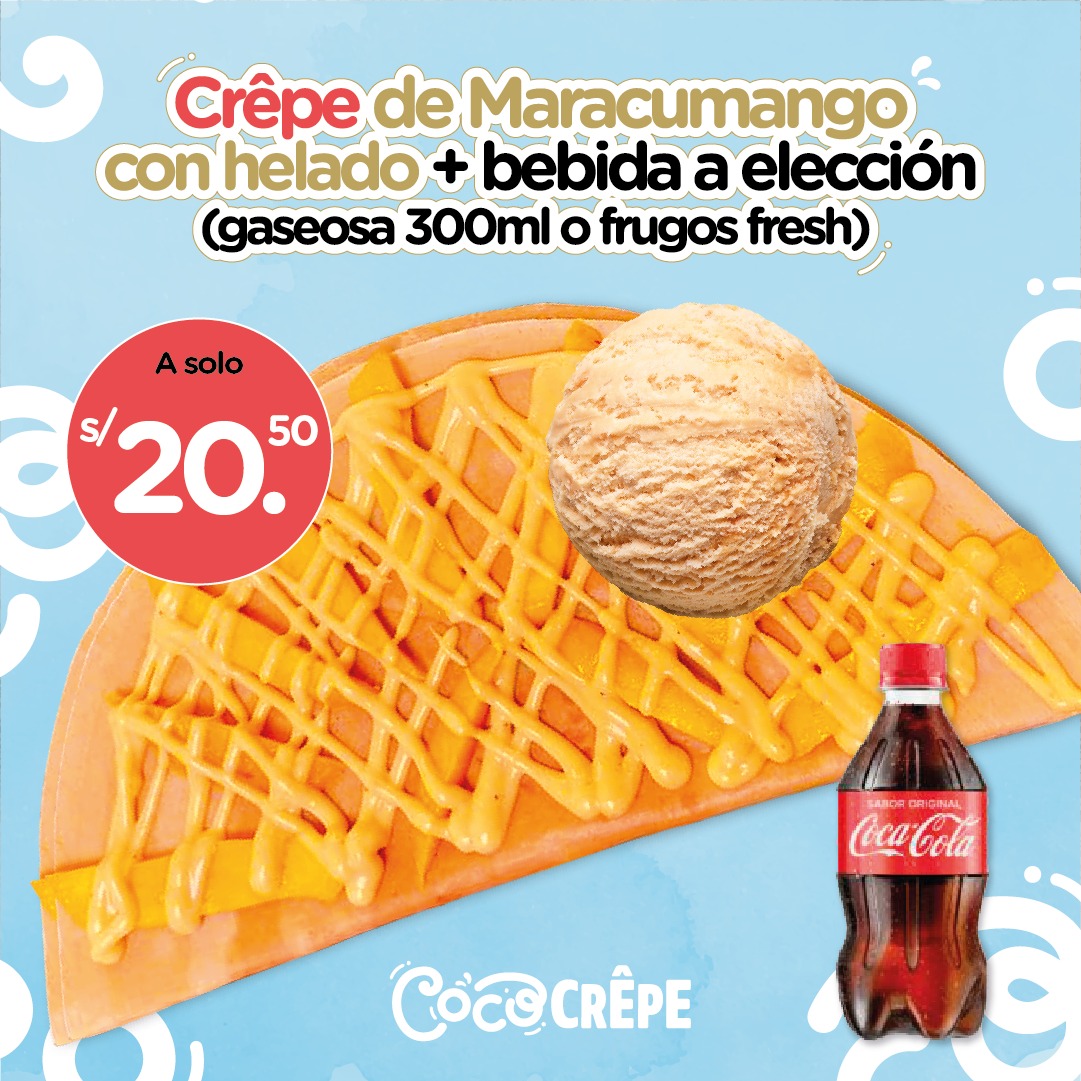 Crêpe de Maracumango
con helado + bebida a elección
(gaseosa 300ml o frugos fresh)
A solo
s/20.50
SABOR ORIGINAL
Coca-Cola
CocoCRÊPE